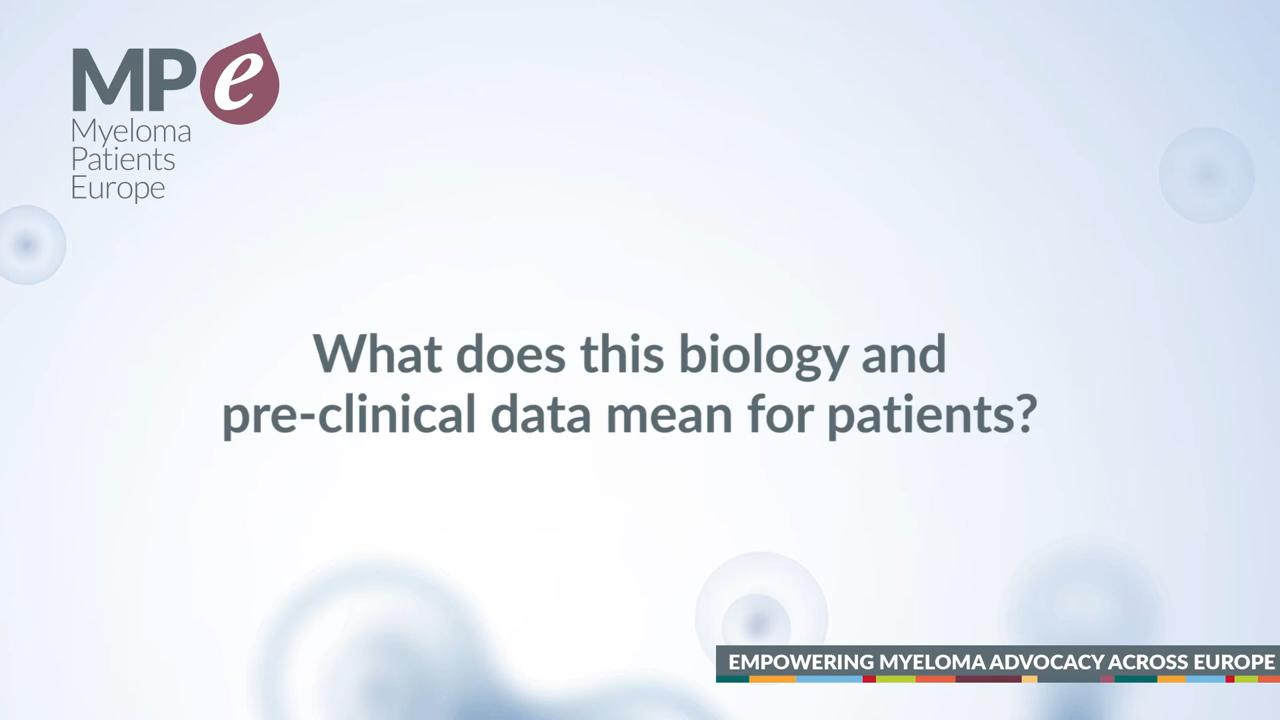 MPe
Myeloma
Patients
Europe
What does this biology and
pre-clinical data mean for patients?
EMPOWERING MYELOMA ADVOCACY ACROSS EUROPE